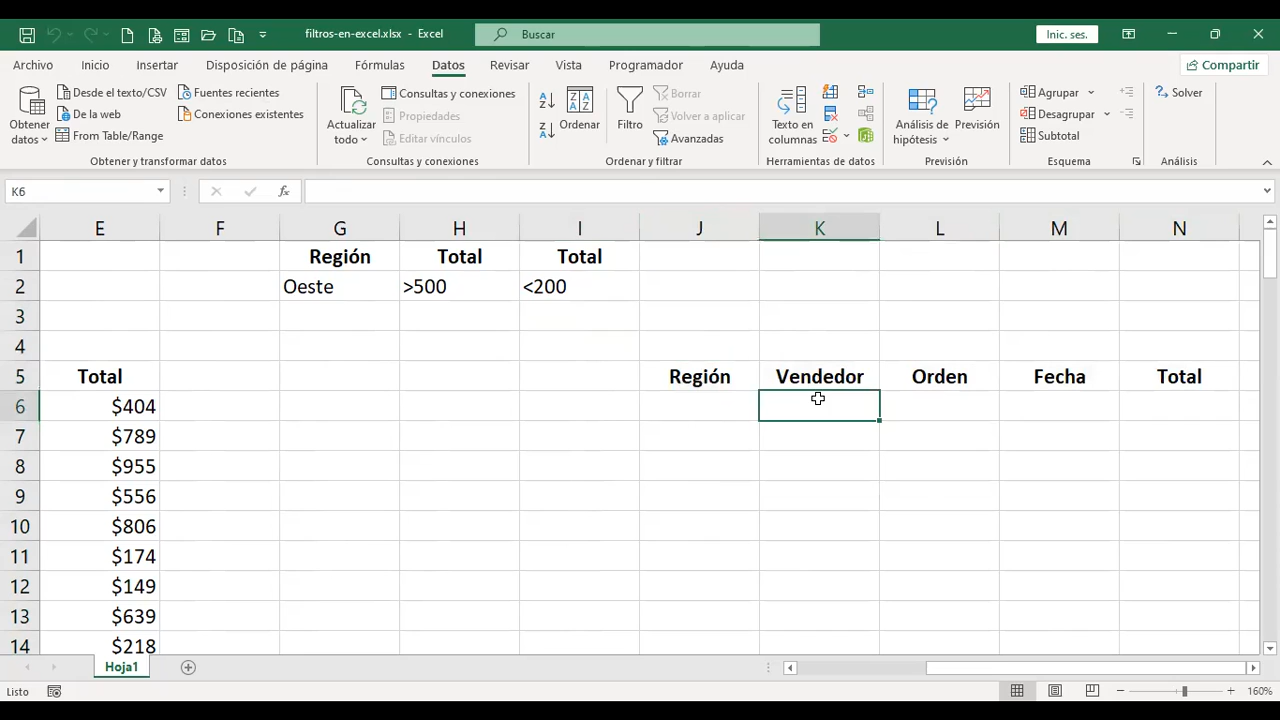 filtros-en-excel.xlsx - Excel
Buscar
Inic. ses.
Archivo Inicio Insertar Disposición de página Fórmulas Datos Revisar Vista Programador Ayuda Compartir
Obtener datos
Desde el texto/CSV
De la web
From Table/Range
Fuentes recientes
Conexiones existentes
Obtener y transformar datos
Actualizar todo
Consultas y conexiones
Propiedades
Editar vínculos
Consultas y conexiones
Ordenar
Filtro
Borrar
Volver a aplicar
Avanzadas
Ordenar y filtrar
Texto en columnas
Herramientas de datos
Análisis de hipótesis
Previsión
Previsión
Agrupar
Desagrupar
Subtotal
Esquema
Solver
Análisis
K6 fx
E F G H I J K L M N
1 Región Total Total
2 Oeste >500 <200
3
4
5 Total Región Vendedor Orden Fecha Total
6 $404
7 $789
8 $955
9 $556
10 $806
11 $174
12 $149
13 $639
14 $218
Hoja1
Listo 160%